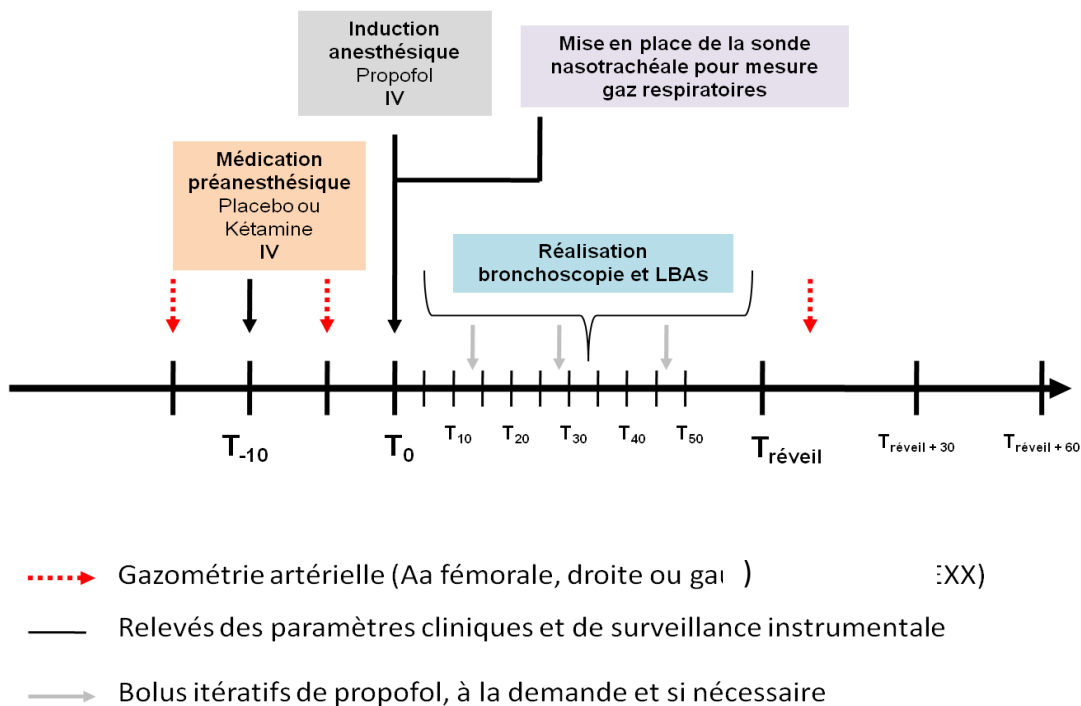 Induction
anesthésique
Propofol
IV
Mise en place de la sonde
nasotrachéale pour mesure
gaz respiratoires
Médication
préanesthésique
Placebo ou
Kétamine
IV
Réalisation
bronchoscopie et LBAs
T-10
T0
T10
T20
T30
T40
T50
Tréveil
Tréveil + 30
Tréveil + 60
Gazométrie artérielle (Aa fémorale, droite ou ) EXX)
Relevés des paramètres cliniques et de surveillance instrumentale
Bolus itératifs de propofol, à la demande et si nécessaire